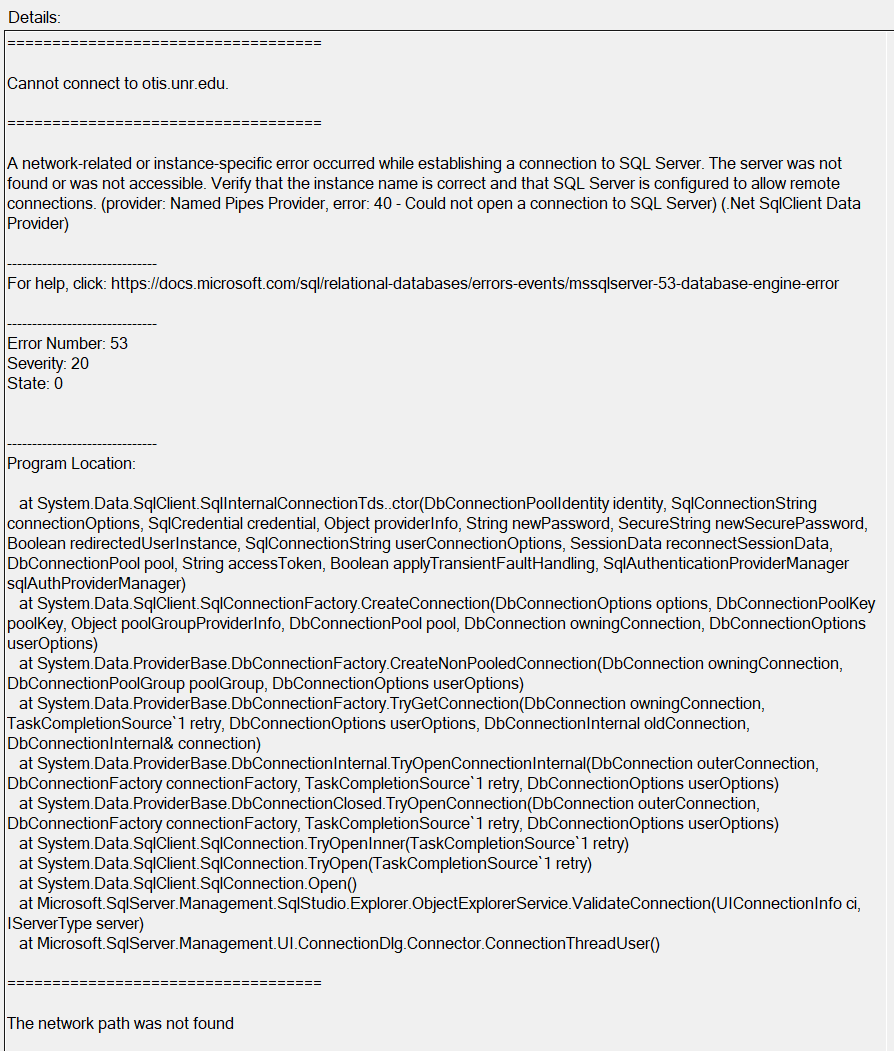 Details:
===================================
Cannot connect to otis.unr.edu.
===================================
A network-related or instance-specific error occurred while establishing a connection to SQL Server. The server was not
found or was not accessible. Verify that the instance name is correct and that SQL Server is configured to allow remote
connections. (provider: Named Pipes Provider, error: 40 - Could not open a connection to SQL Server) (.Net SqlClient Data
Provider)
------------------------------
For help, click: https://docs.microsoft.com/sql/relational-databases/errors-events/mssqlserver-53-database-engine-error
------------------------------
Error Number: 53
Severity: 20
State: 0
------------------------------
Program Location:
at System.Data.SqlClient.SqlInternalConnectionTds..ctor(DbConnectionPoolIdentity identity, SqlConnectionString
connectionOptions, SqlCredential credential, Object providerInfo, String newPassword, SecureString newSecurePassword,
Boolean redirectedUserInstance, SqlConnectionString userConnectionOptions, SessionData reconnectSessionData,
DbConnectionPool pool, String accessToken, Boolean applyTransientFaultHandling, SqlAuthenticationProviderManager
sqlAuthProviderManager)
at System.Data.SqlClient.SqlConnectionFactory.CreateConnection(DbConnectionOptions options, DbConnectionPoolKey
poolKey, Object poolGroupProviderInfo, DbConnectionPool pool, DbConnection owningConnection, DbConnectionOptions
userOptions)
at System.Data.ProviderBase.DbConnectionFactory.CreateNonPooledConnection(DbConnection owningConnection,
DbConnectionPoolGroup poolGroup, DbConnectionOptions userOptions)
at System.Data.ProviderBase.DbConnectionFactory.TryGetConnection(DbConnection owningConnection,
TaskCompletionSource`1 retry, DbConnectionOptions userOptions, DbConnectionInternal oldConnection,
DbConnectionInternal& connection)
at System.Data.ProviderBase.DbConnectionInternal.TryOpenConnectionInternal(DbConnection outerConnection,
DbConnectionFactory connectionFactory, TaskCompletionSource`1 retry, DbConnectionOptions userOptions)
at System.Data.ProviderBase.DbConnectionClosed.TryOpenConnection(DbConnection outerConnection,
DbConnectionFactory connectionFactory, TaskCompletionSource`1 retry, DbConnectionOptions userOptions)
at System.Data.SqlClient.SqlConnection.TryOpenInner(TaskCompletionSource`1 retry)
at System.Data.SqlClient.SqlConnection.TryOpen(TaskCompletionSource`1 retry)
at System.Data.SqlClient.SqlConnection.Open()
at Microsoft.SqlServer.Management.SqlStudio.Explorer.ObjectExplorerService.ValidateConnection(UIConnectionInfo ci,
IServerType server)
at Microsoft.SqlServer.Management.UI.ConnectionDlg.Connector.ConnectionThreadUser()
===================================
The network path was not found